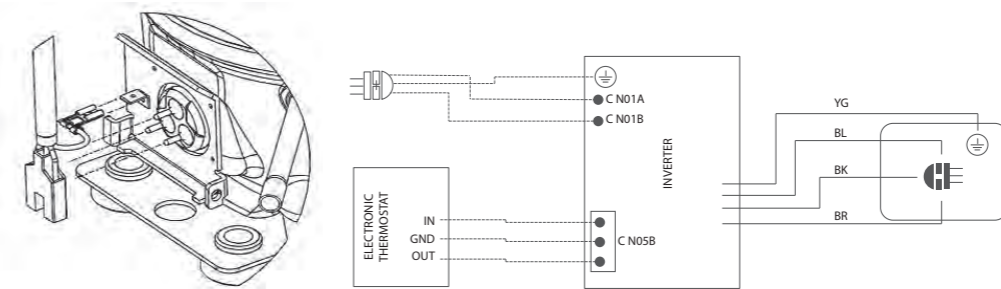 C N01A
C N01B
INVERTER
ELECTRONIC
THERMOSTAT
IN
GND
OUT
C N05B
YG
BL
BK
BR